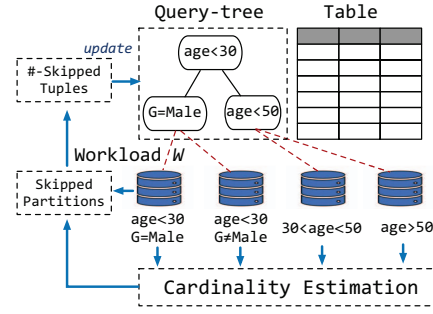 Query-tree
Table
update
age<30
#-Skipped
Tuples
G=Male
age<50
Workload W
Skipped
Partitions
age<30
G=Male
age<30
G≠Male
30<age<50
age>50
Cardinality Estimation